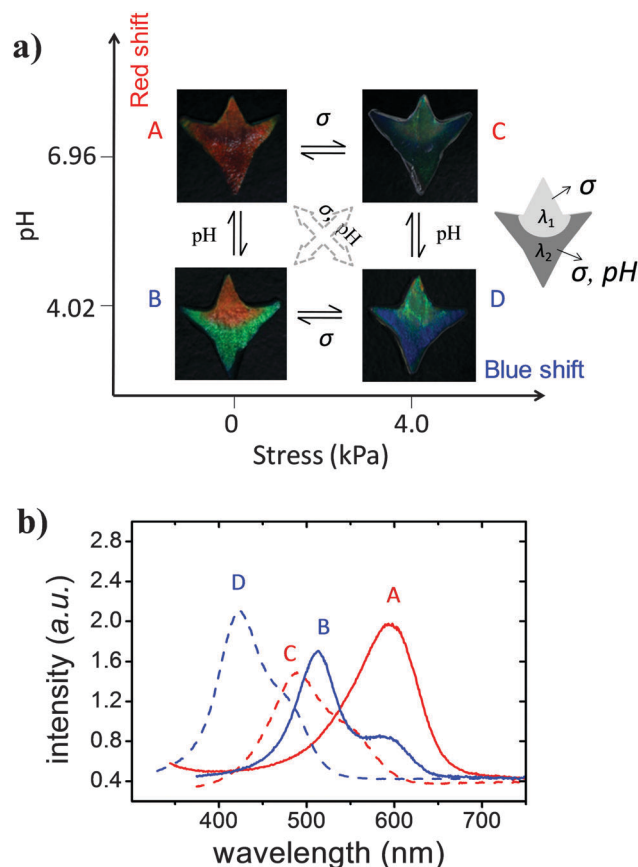 a)
Red shift
pH
6.96
4.02
A
σ
C
pH
σ, pH
pH
B
σ
D
Blue shift
0
4.0
Stress (kPa)
λ₁
σ
λ₂
σ, pH
b)
intensity (a.u.)
2.8
2.4
2.0
1.6
1.2
0.8
0.4
D
C
B
A
400
500
600
700
wavelength (nm)